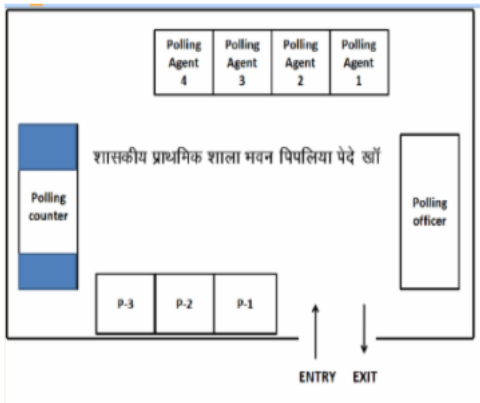 Polling Agent 4
Polling Agent 3
Polling Agent 2
Polling Agent 1
शासकीय प्राथमिक शाला भवन पिपलिया पेदे खॉ
Polling counter
Polling officer
P-3
P-2
P-1
ENTRY
EXIT